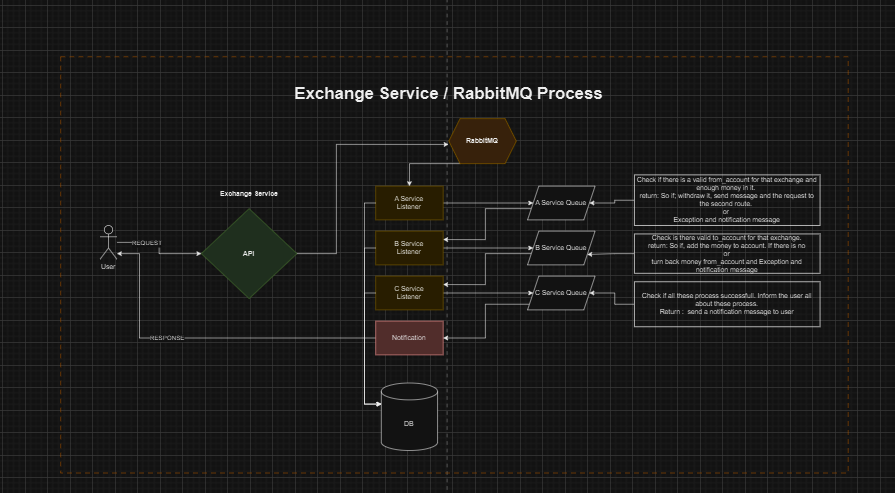 Exchange Service / RabbitMQ Process
RabbitMQ
Exchange Service
API
REQUEST
User
RESPONSE
A Service
Listener
B Service
Listener
C Service
Listener
Notification
DB
A Service Queue
B Service Queue
C Service Queue
Check if there is a valid from_account for that exchange and
enough money in it.
return: So if, withdraw it, send message and the request to
the second route.
or
Exception and notification message
Check is there valid to_account for that exchange.
return: So if, add the money to account. If there is no
or
turn back money from_account and Exception and
notification message
Check if all these process successfull. Inform the user all
about these process.
Return : send a notification message to user